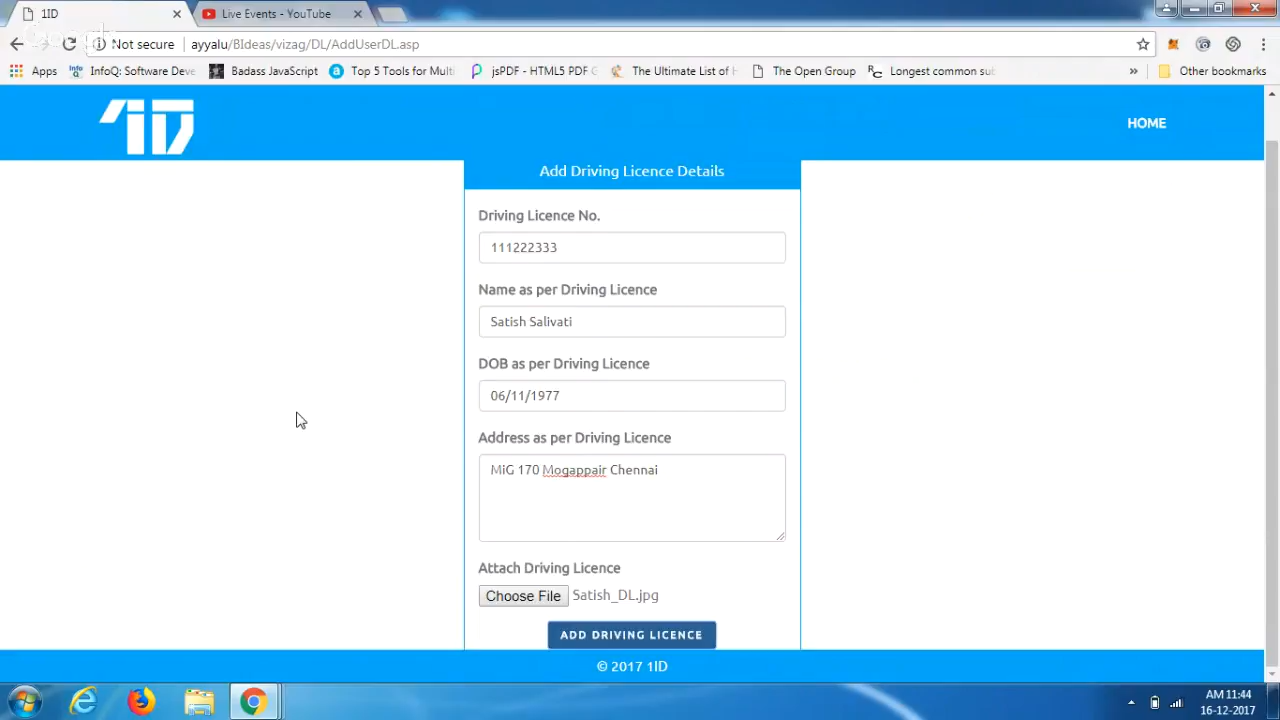 1ID
Live Events - YouTube
Not secure
ayyalu/8Ideas/vizag/DL/AddUserDL.asp
Apps
InfoQ: Software Deve
Badass JavaScript
Top 5 Tools for Multi
jsPDF - HTML5 PDF G
The Ultimate List of H
The Open Group
Longest common sub
»
Other bookmarks
1ID
HOME
Add Driving Licence Details
Driving Licence No.
111222333
Name as per Driving Licence
Satish Salivati
DOB as per Driving Licence
06/11/1977
Address as per Driving Licence
MiG 170 Mogappair Chennai
Attach Driving Licence
Choose File Satish_DL.jpg
ADD DRIVING LICENCE
© 2017 1ID
AM 11:44
16-12-2017